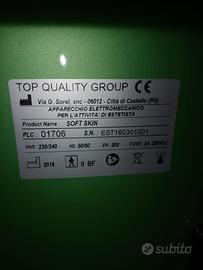 TOP QUALITY GROUP CE
Via G. Sorel, snc - 06012 - Città di Castello (PG)
APPARECCHIO ELETTROMECCANICO
PER L'ATTIVITA' DI ESTETISTA
Product Name SOFT SKIN
PLC : 01706 S.N.: EST160301001
Volt 230/240 Hz 50/60 VA 200 FUSE 5A 250VAC
2016 II BF
subito